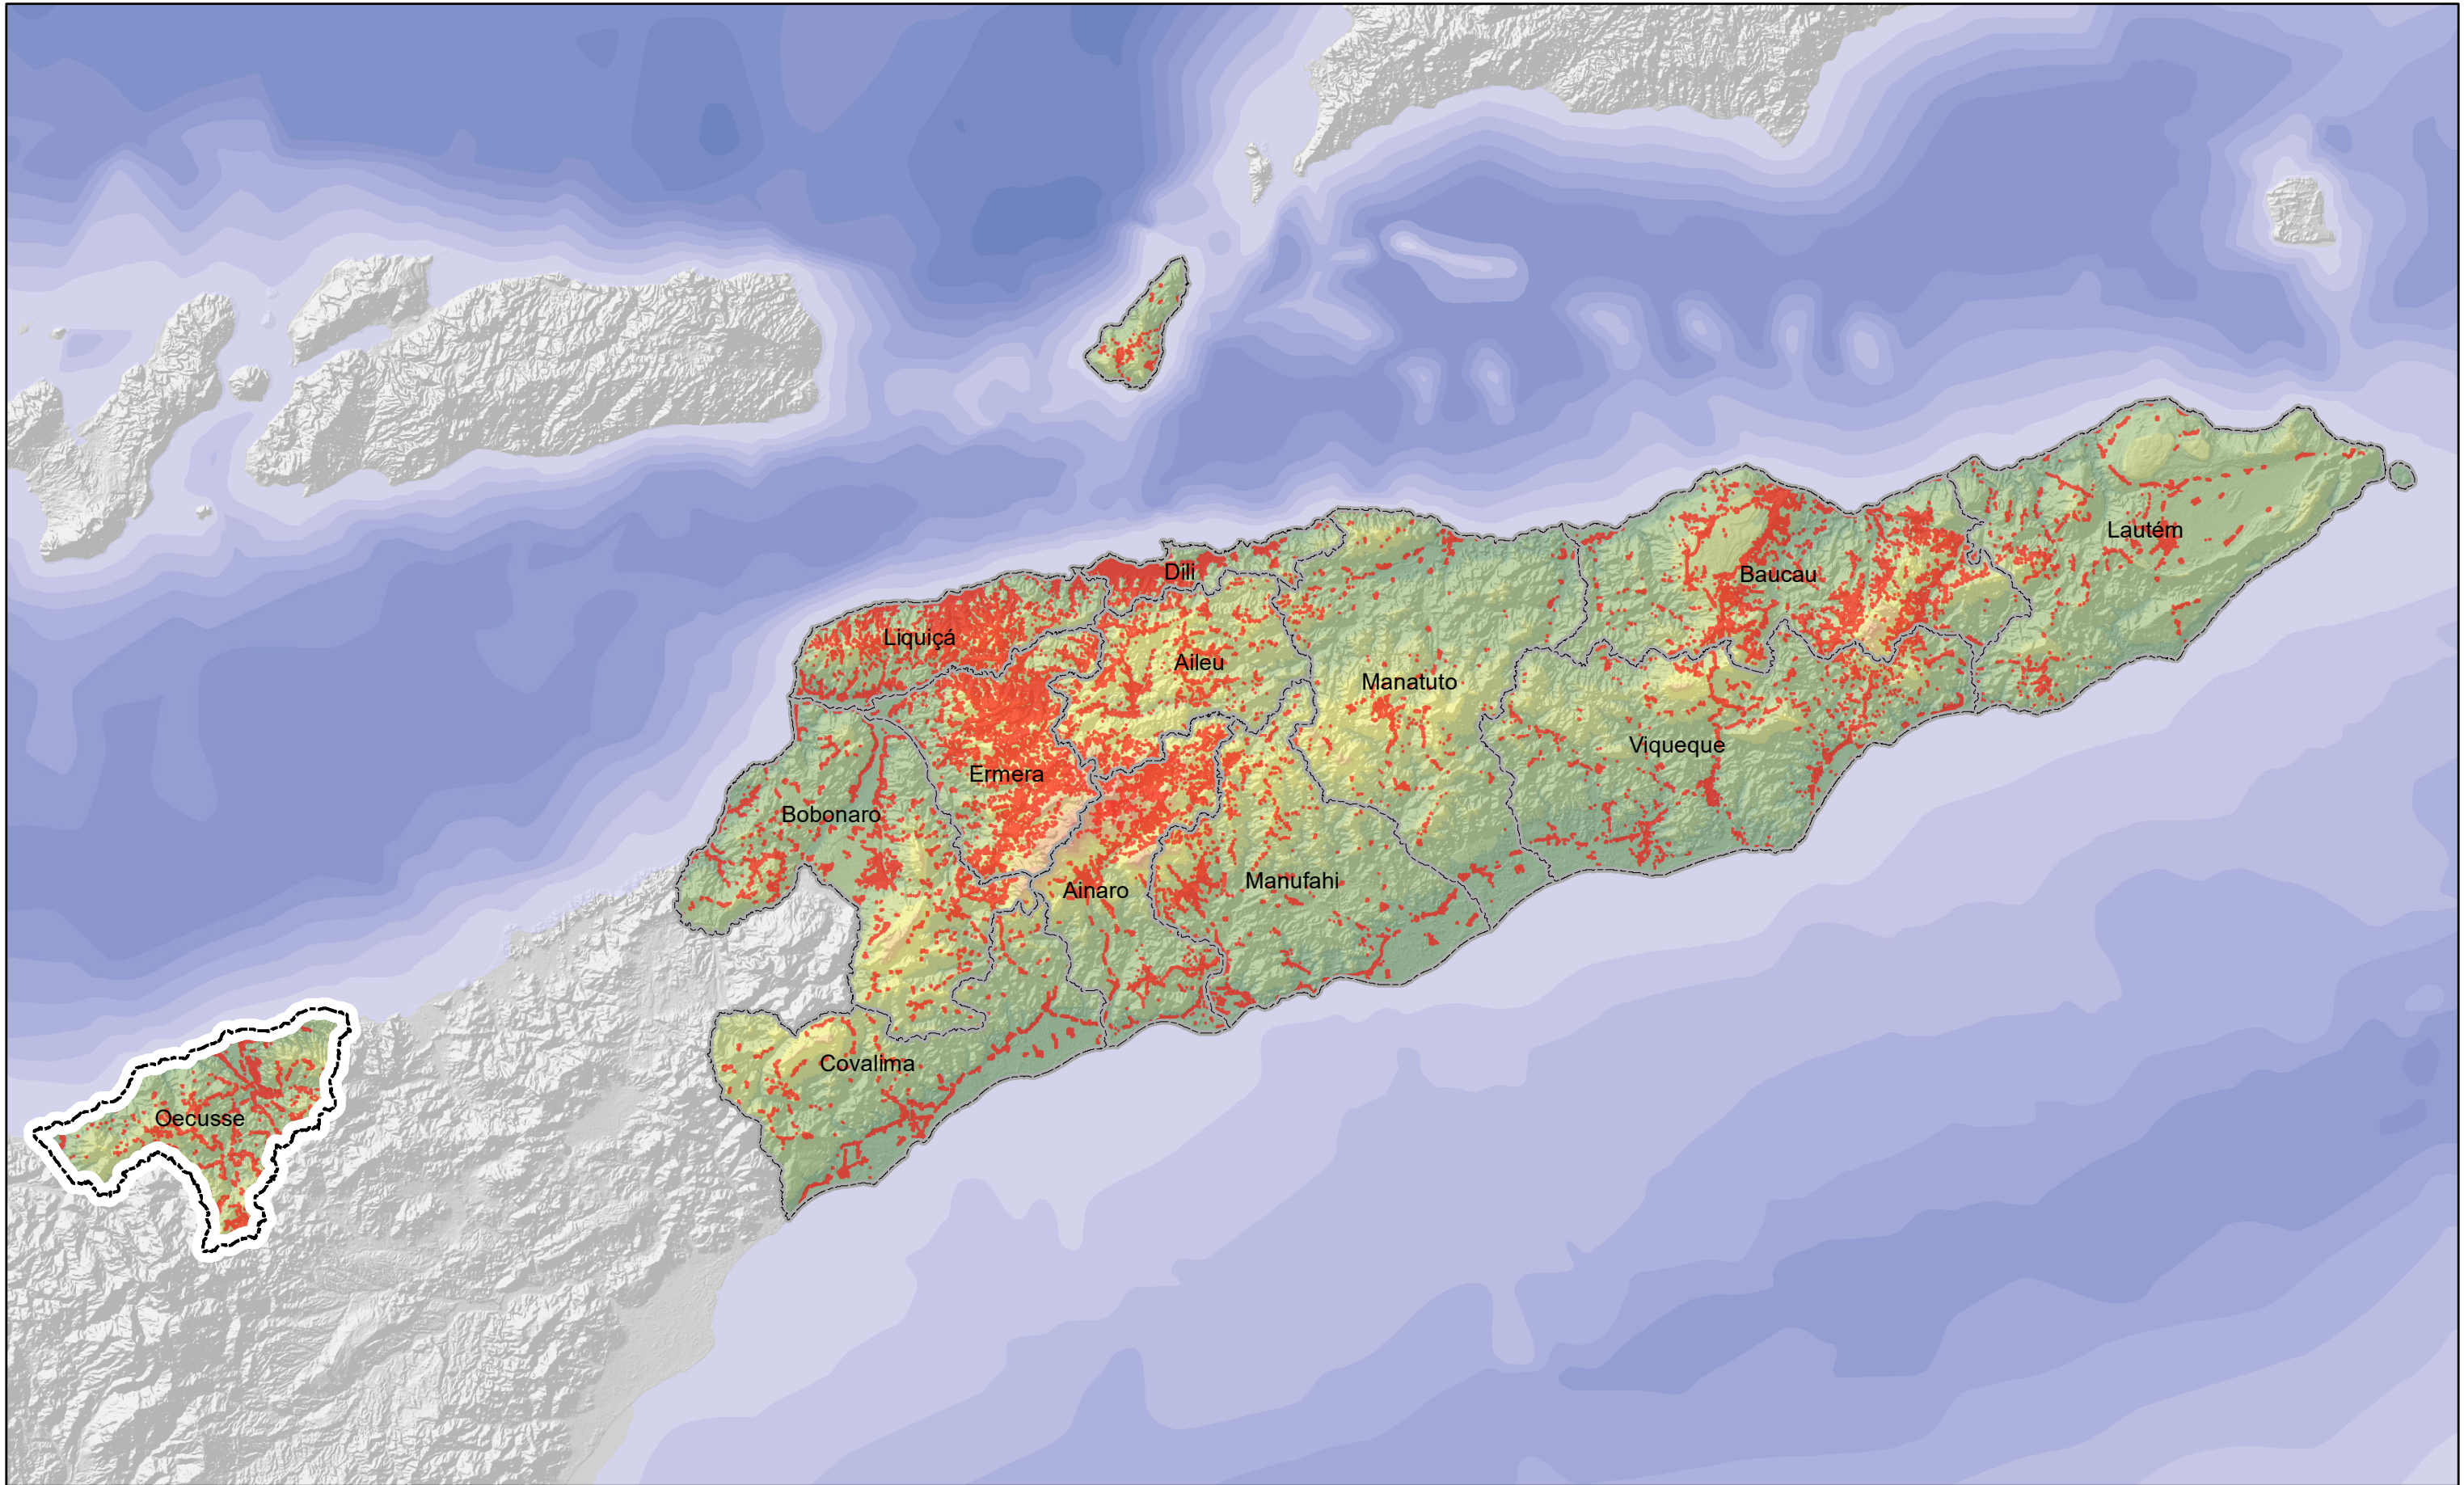 Lautém
Dili
Baucau
Liquiçá
Aileu
Manatuto
Viqueque
Ermera
Bobonaro
Manufahi
Ainaro
Covalima
Oecusse